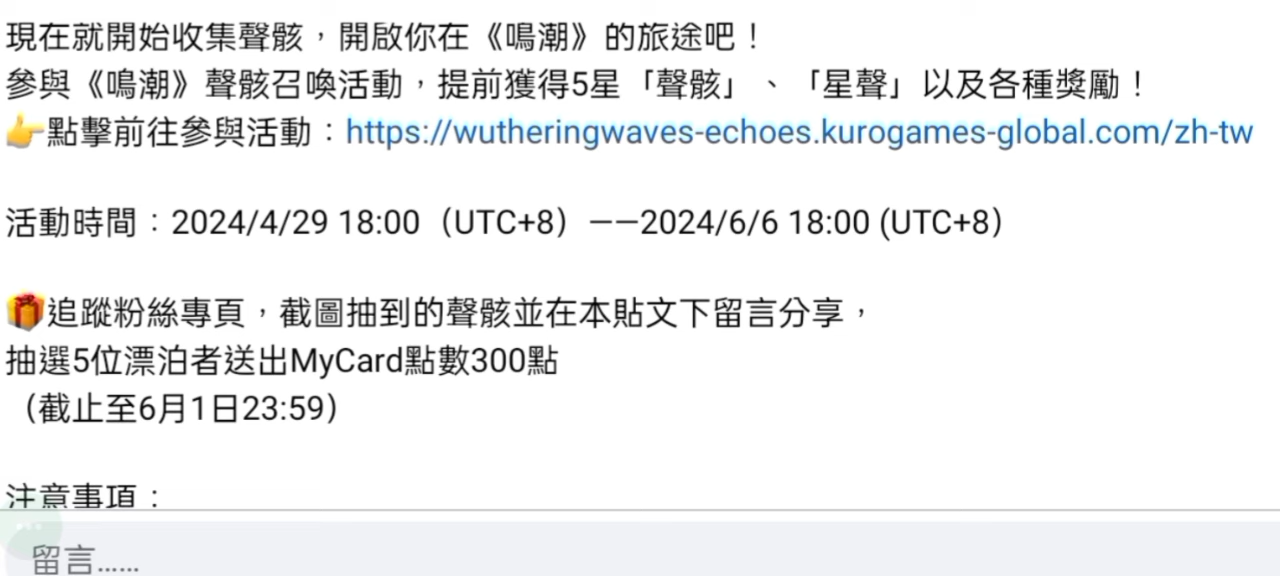 現在就開始收集聲骸，開啟你在《鳴潮》的旅途吧！
參與《鳴潮》聲骸召喚活動，提前獲得5星「聲骸」、「星聲」以及各種獎勵！
👉點擊前往參與活動：https://wutheringwaves-echoes.kurogames-global.com/zh-tw
活動時間：2024/4/29 18:00（UTC+8）——2024/6/6 18:00 (UTC+8）
🎁追蹤粉絲專頁，截圖抽到的聲骸並在本貼文下留言分享，
抽選5位漂泊者送出MyCard點數300點
（截止至6月1日23:59）
注意事項：
留言......